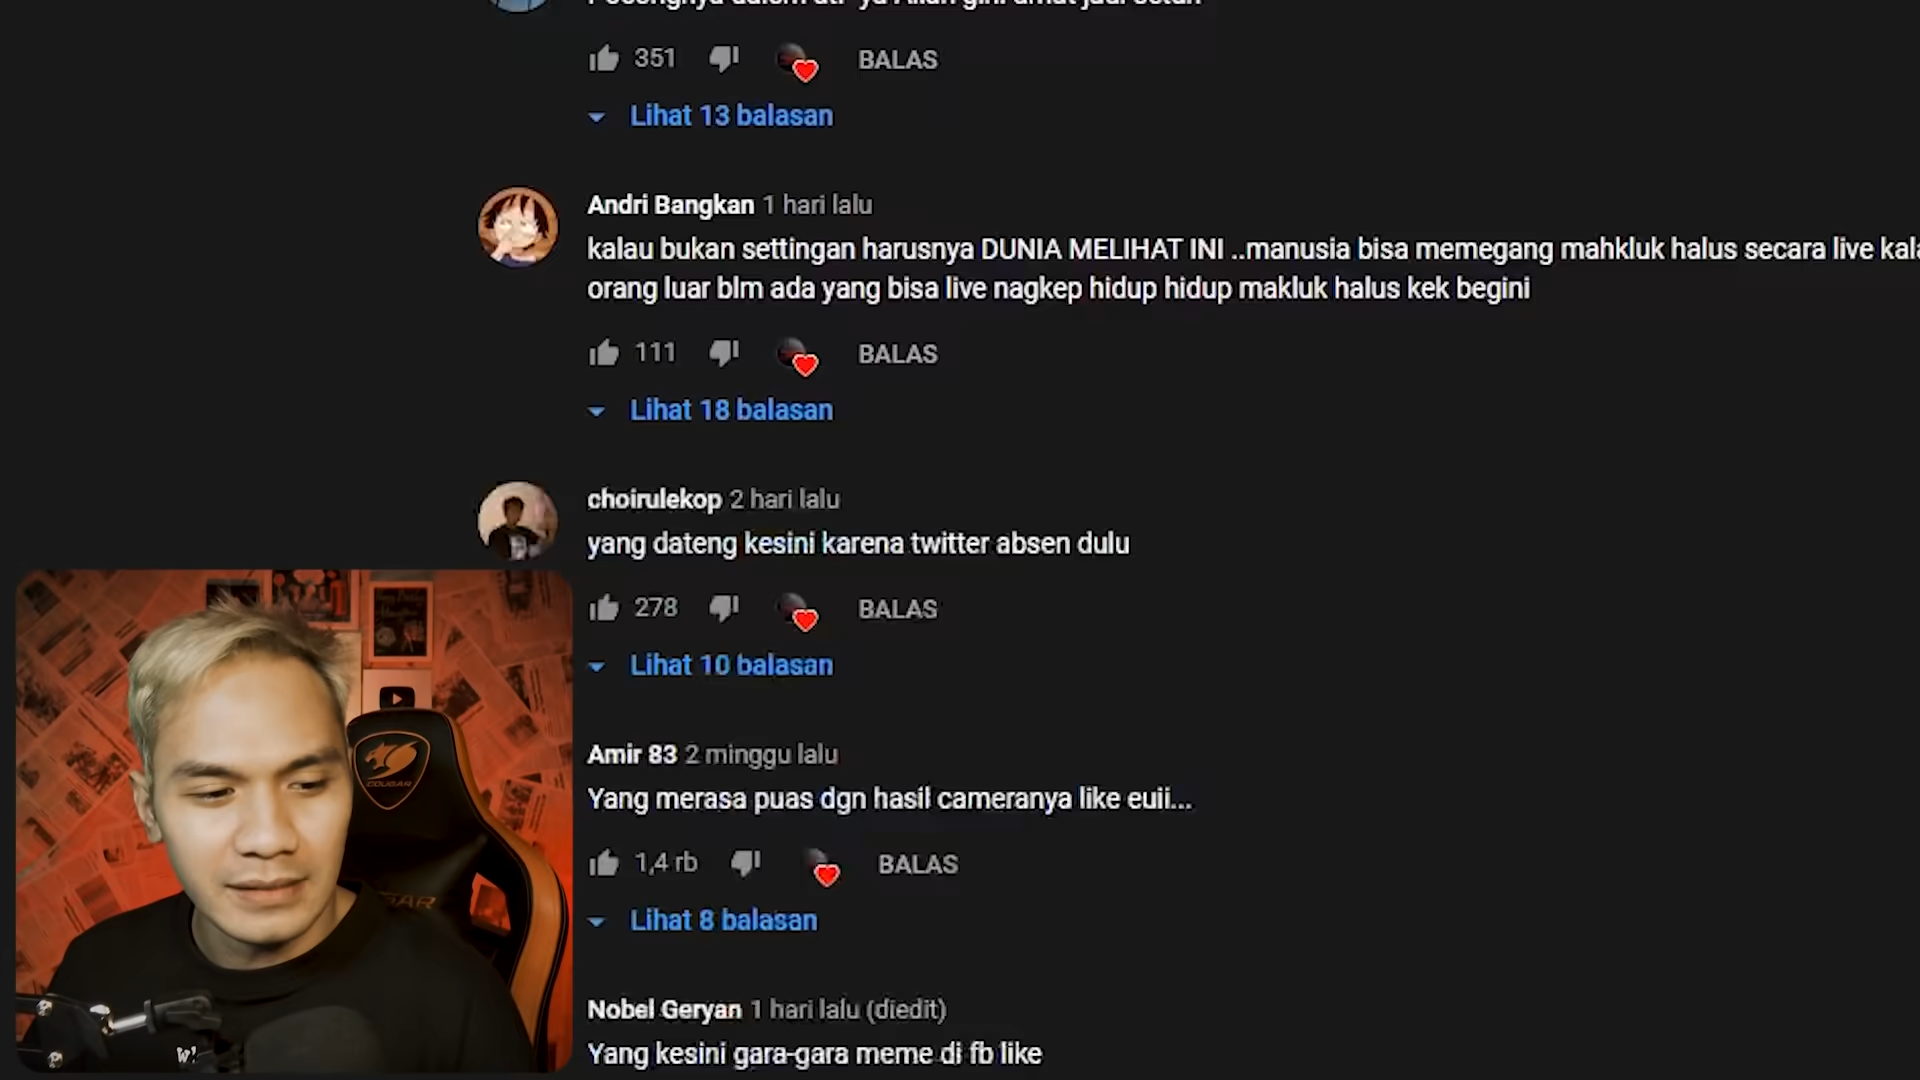 351
BALAS
Lihat 13 balasan
Andri Bangkan 1 hari lalu
kalau bukan settingan harusnya DUNIA MELIHAT INI ..manusia bisa memegang mahkluk halus secara live
orang luar blm ada yang bisa live nagkep hidup hidup makluk halus kek begini
111
BALAS
Lihat 18 balasan
choirulekop 2 hari lalu
yang dateng kesini karena twitter absen dulu
278
BALAS
Lihat 10 balasan
Amir 83 2 minggu lalu
Yang merasa puas dgn hasil cameranya like euii...
1,4 rb
BALAS
Lihat 8 balasan
Nobel Geryan 1 hari lalu (diedit)
Yang kesini gara-gara meme di fb like
COUGAR